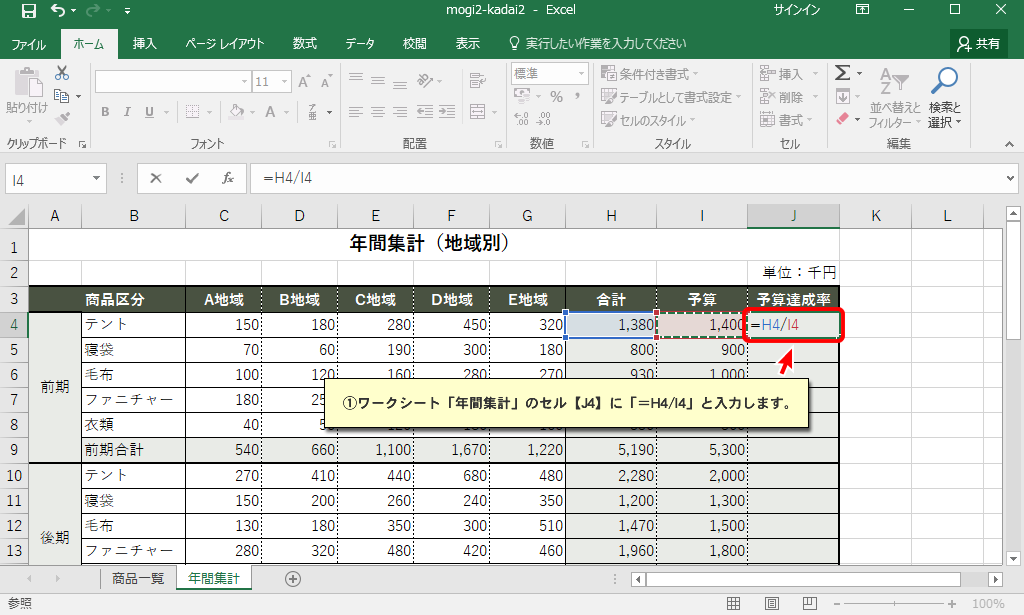 mogi2-kadai2 - Excel
サインイン
ファイル ホーム 挿入 ページ レイアウト 数式 データ 校閲 表示 実行したい作業を入力してください 共有
11 標準 条件付き書式 挿入
貼り付け テーブルとして書式設定 削除 並べ替えと 検索と
B I U A % セルのスタイル 書式 フィルター 選択
クリップボード フォント 配置 数値 スタイル セル 編集
I4 fx =H4/I4
A B C D E F G H I J K L
1 年間集計（地域別）
2 単位：千円
3 商品区分 A地域 B地域 C地域 D地域 E地域 合計 予算 予算達成率
4 テント 150 180 280 450 320 1,380 1,400 =H4/I4
5 寝袋 70 60 190 300 180 800 900
6 毛布 100 120 160 280 270 930 1,000
前期
7 ファニチャー 180
①ワークシート「年間集計」のセル【J4】に「＝H4/I4」と入力します。
8 衣類 40
9 前期合計 540 660 1,100 1,670 1,220 5,190 5,300
10 テント 270 410 440 680 480 2,280 2,000
11 寝袋 150 200 260 240 350 1,200 1,300
12 毛布 130 180 350 300 510 1,470 1,500
後期
13 ファニチャー 280 320 480 420 460 1,960 1,800
商品一覧 年間集計
参照 100%